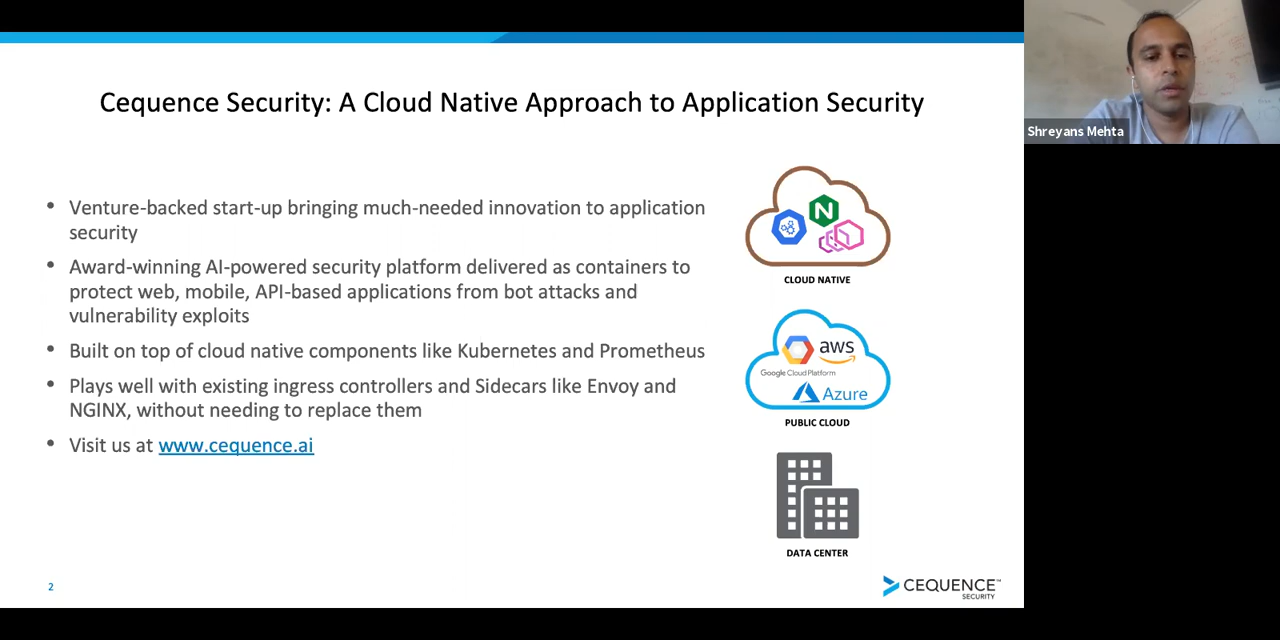 Cequence Security: A Cloud Native Approach to Application Security
Shreyans Mehta
• Venture-backed start-up bringing much-needed innovation to application
security
• Award-winning AI-powered security platform delivered as containers to
protect web, mobile, API-based applications from bot attacks and
vulnerability exploits
• Built on top of cloud native components like Kubernetes and Prometheus
• Plays well with existing ingress controllers and Sidecars like Envoy and
NGINX, without needing to replace them
• Visit us at www.cequence.ai
N
CLOUD NATIVE
aws
Google Cloud Platform
Azure
PUBLIC CLOUD
DATA CENTER
2
CEQUENCE™
SECURITY